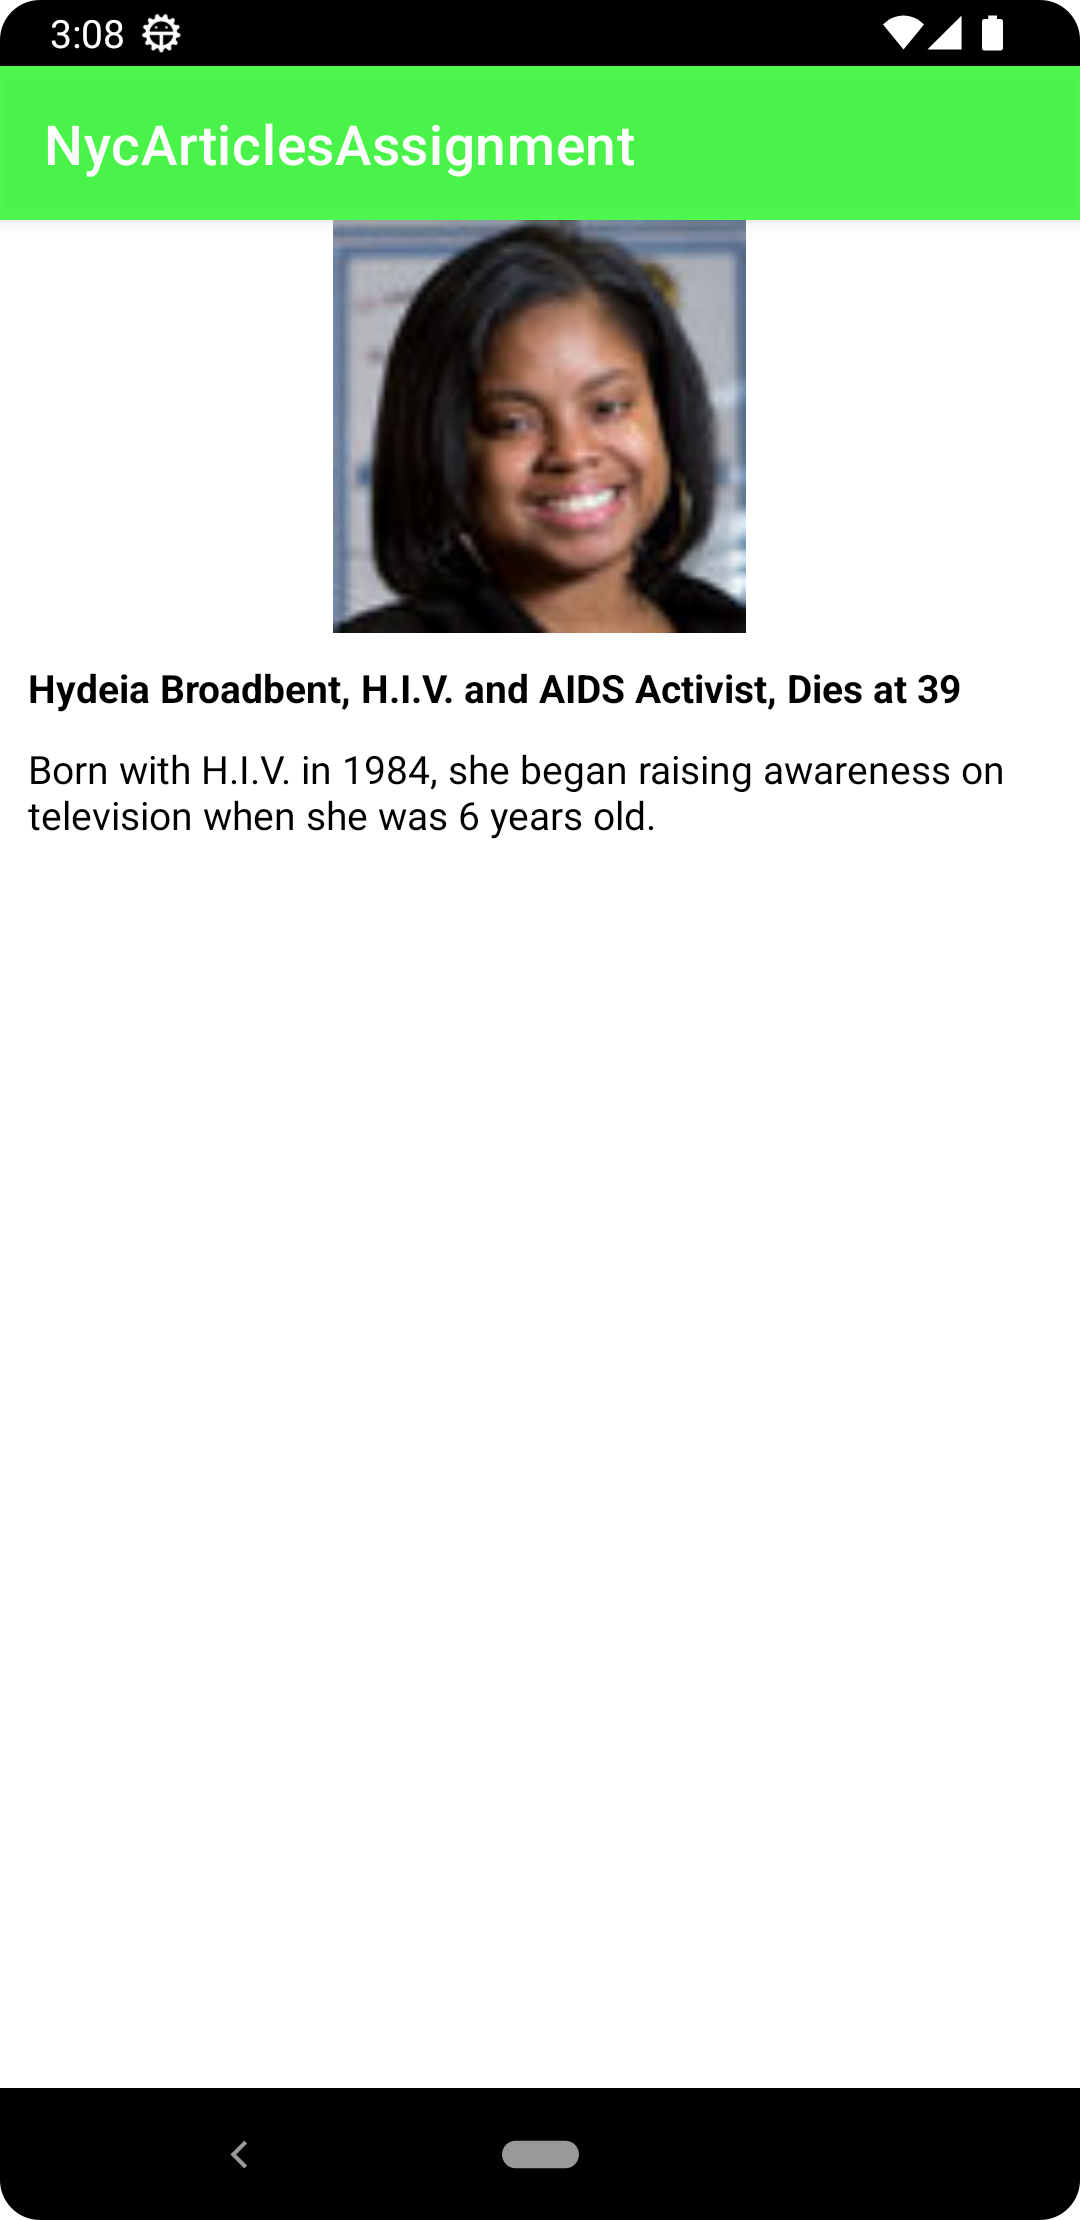 3:08
NycArticlesAssignment
Hydeia Broadbent, H.I.V. and AIDS Activist, Dies at 39
Born with H.I.V. in 1984, she began raising awareness on
television when she was 6 years old.